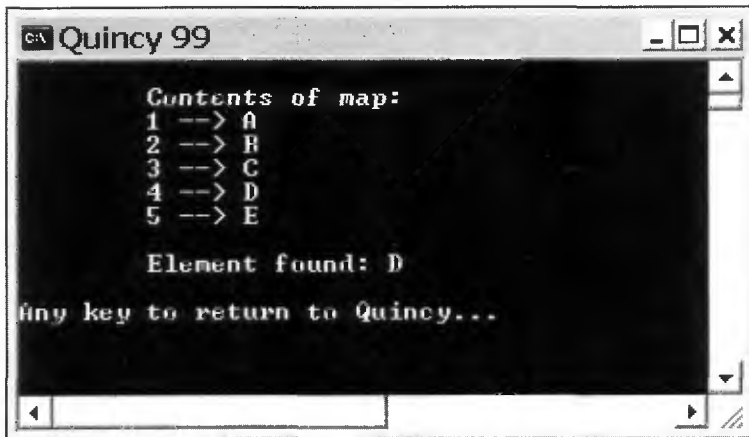 Quincy 99
Contents of map:
1 --> A
2 --> B
3 --> C
4 --> D
5 --> E
Element found: D
Any key to return to Quincy...